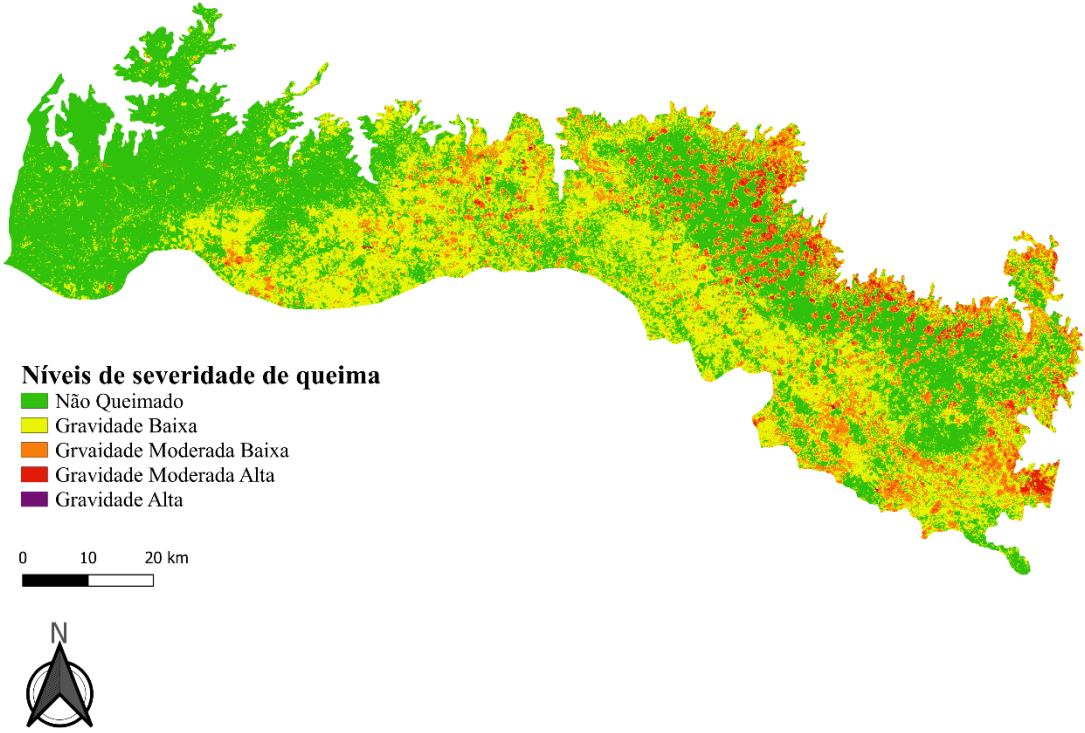 Níveis de severidade de queima
Não Queimado
Gravidade Baixa
Grvaidade Moderada Baixa
Gravidade Moderada Alta
Gravidade Alta
0 10 20 km
N